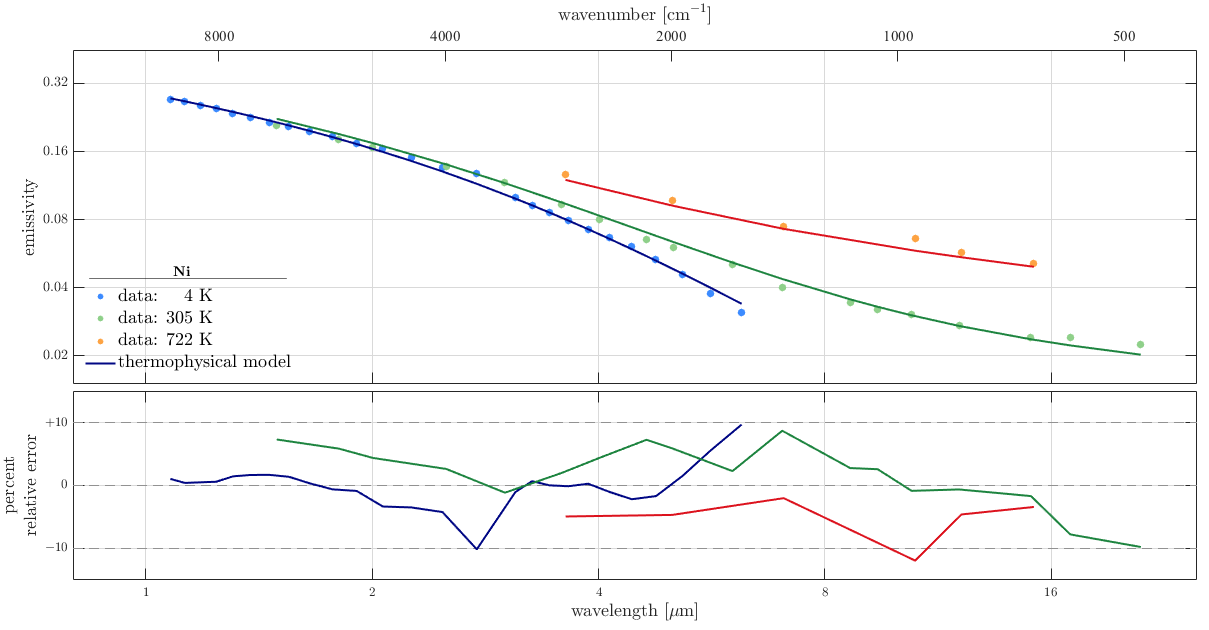 wavenumber [cm⁻¹]
8000 4000 2000 1000 500
0.32
0.16
0.08
0.04
0.02
emissivity
Ni
data: 4 K
data: 305 K
data: 722 K
thermophysical model
+10
0
−10
percent
relative error
1 2 4 8 16
wavelength [μm]